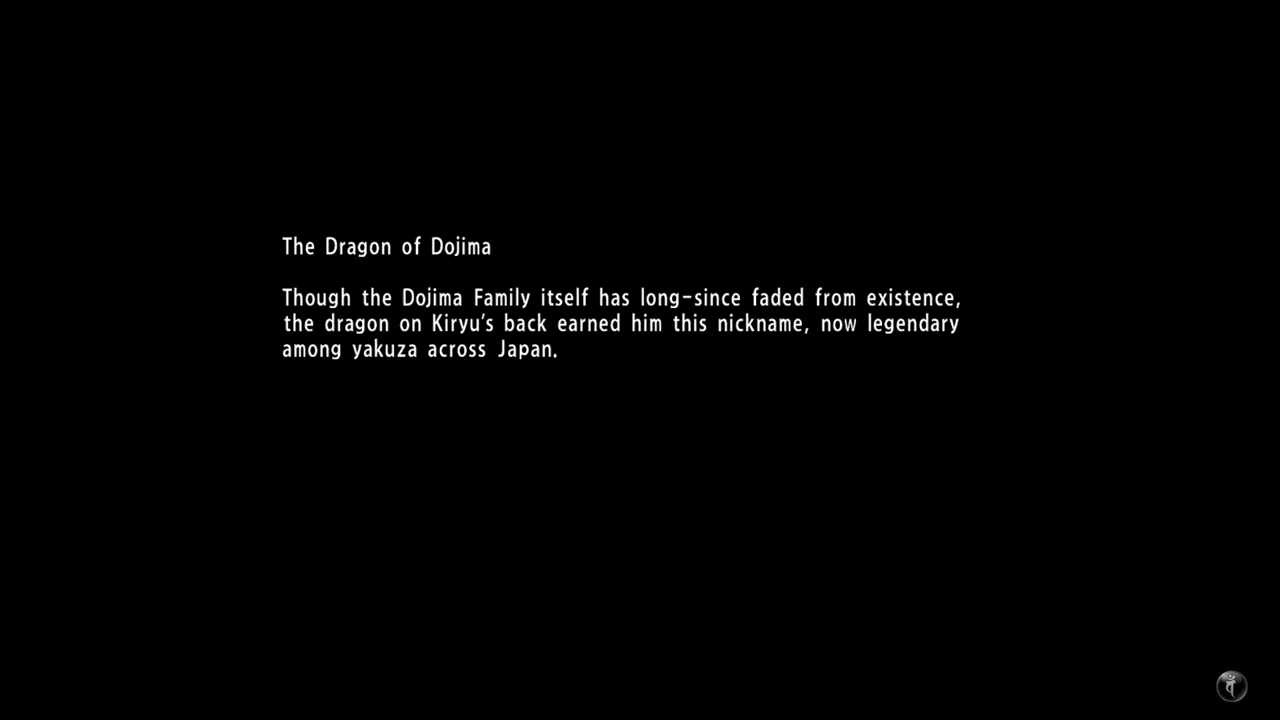 The Dragon of Dojima
Though the Dojima Family itself has long-since faded from existence,
the dragon on Kiryu's back earned him this nickname, now legendary
among yakuza across Japan.